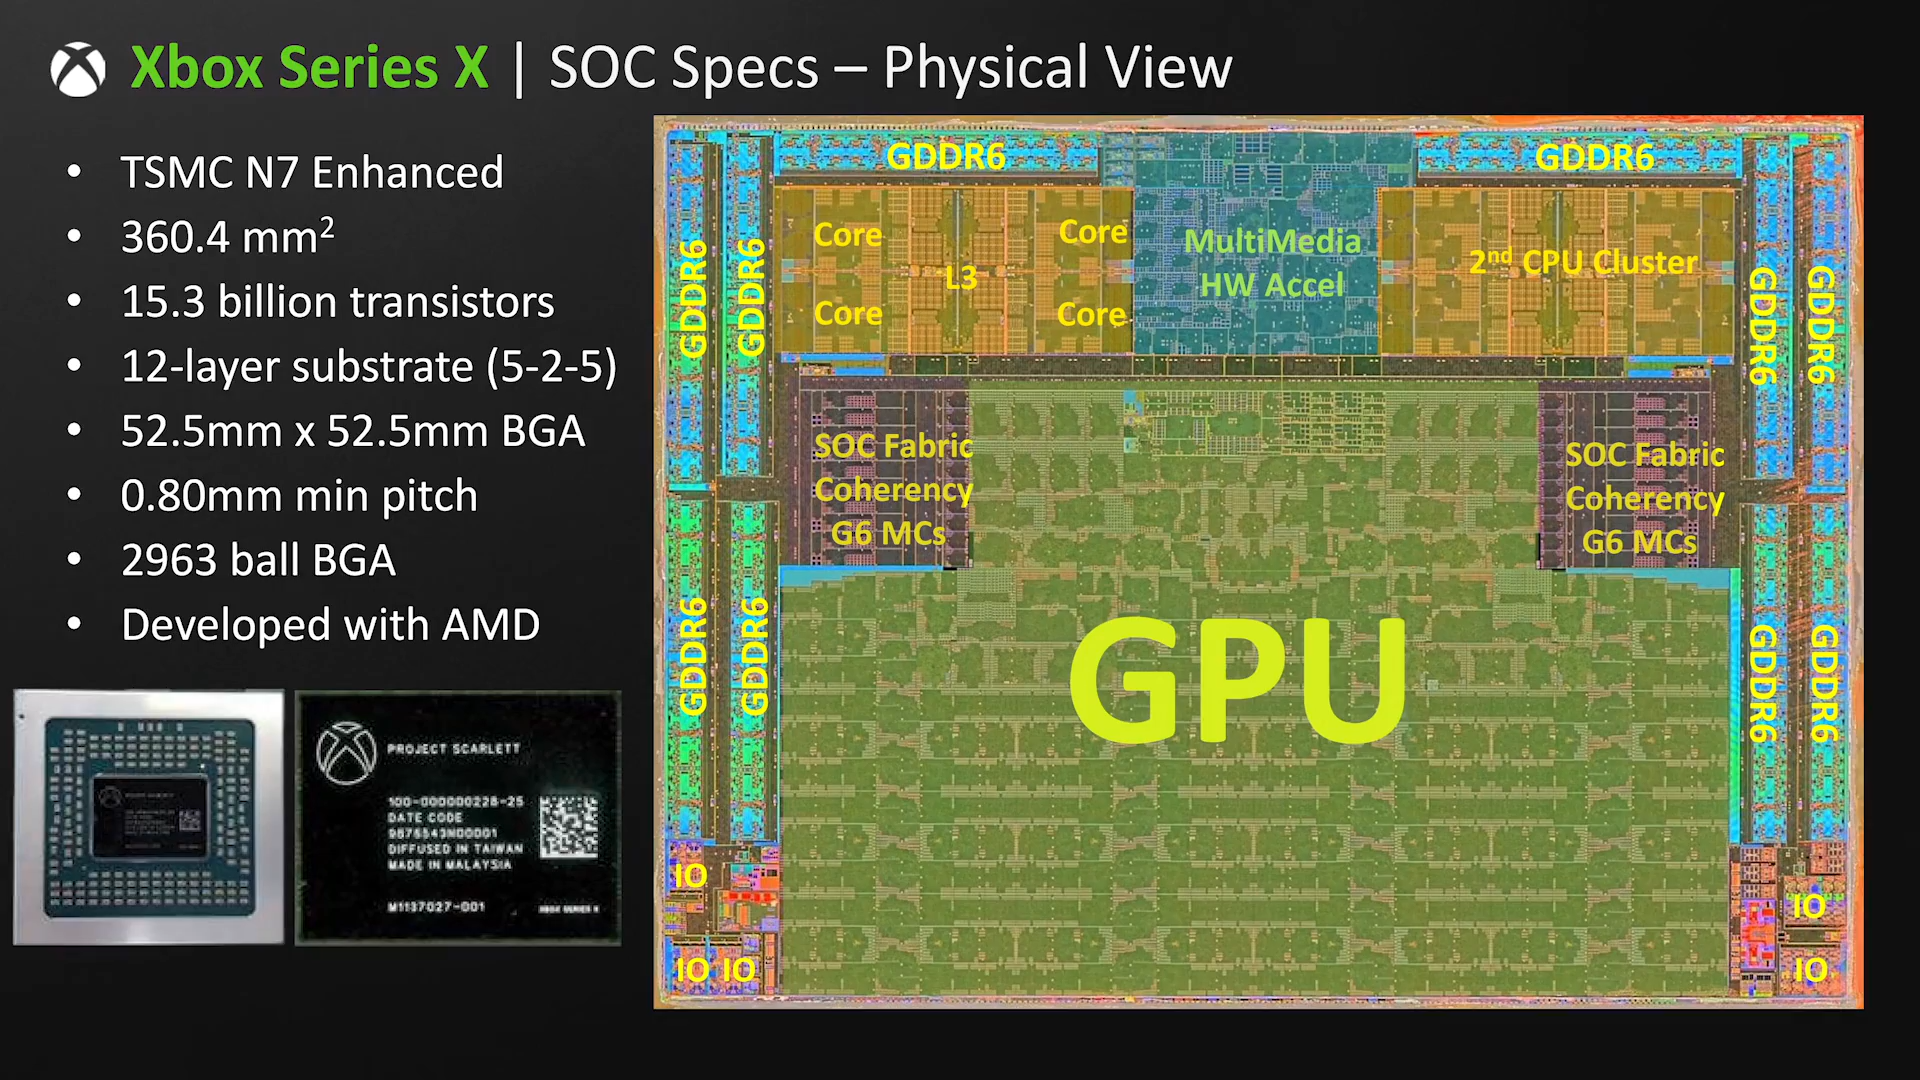 Xbox Series X | SOC Specs – Physical View
• TSMC N7 Enhanced
• 360.4 mm²
• 15.3 billion transistors
• 12-layer substrate (5-2-5)
• 52.5mm x 52.5mm BGA
• 0.80mm min pitch
• 2963 ball BGA
• Developed with AMD
PROJECT SCARLETT
100-000000228-25
DATE CODE
9876543N00001
DIFFUSED IN TAIWAN
MADE IN MALAYSIA
M1137027-001
GDDR6
GDDR6
GDDR6
GDDR6
Core
Core
L3
Core
Core
MultiMedia
HW Accel
2nd CPU Cluster
GDDR6
GDDR6
SOC Fabric
Coherency
G6 MCs
SOC Fabric
Coherency
G6 MCs
GDDR6
GDDR6
GPU
GDDR6
GDDR6
IO
IO
IO IO
IO